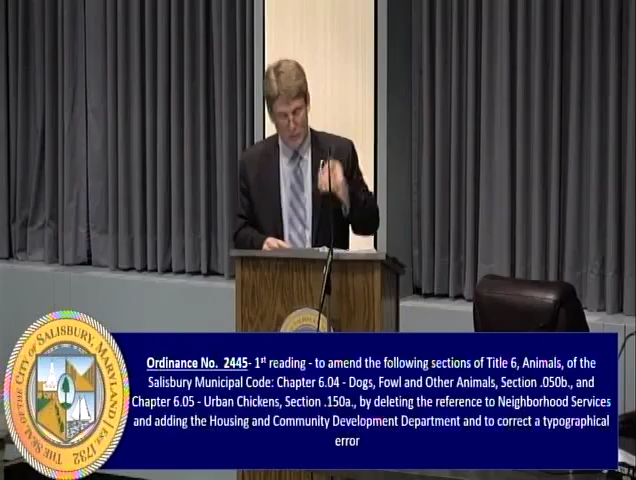 Ordinance No. 2445- 1st reading - to amend the following sections of Title 6, Animals, of the
Salisbury Municipal Code: Chapter 6.04 - Dogs, Fowl and Other Animals, Section .050b., and
Chapter 6.05 - Urban Chickens, Section .150a., by deleting the reference to Neighborhood Services
and adding the Housing and Community Development Department and to correct a typographical
error
CITY OF SALISBURY, MARYLAND
THE SEAL OF THE
EST. 1732